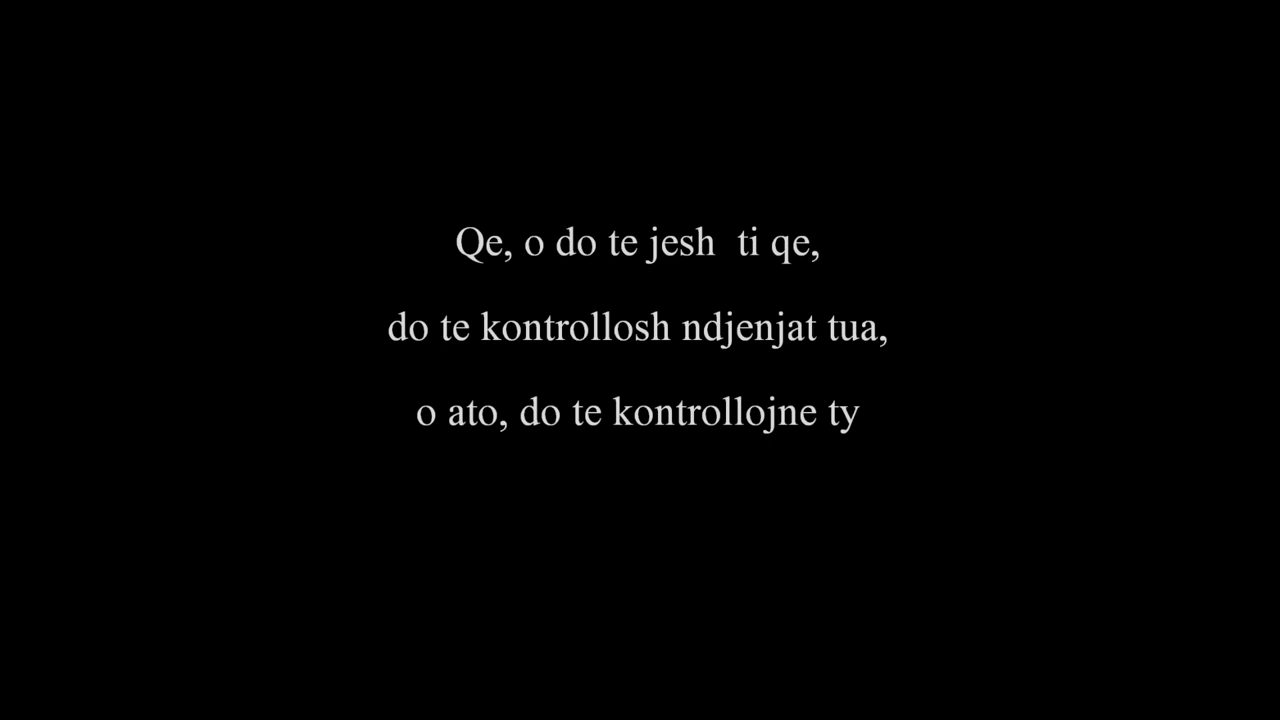 Qe, o do te jesh  ti qe,
do te kontrollosh ndjenjat tua,
o ato, do te kontrollojne ty